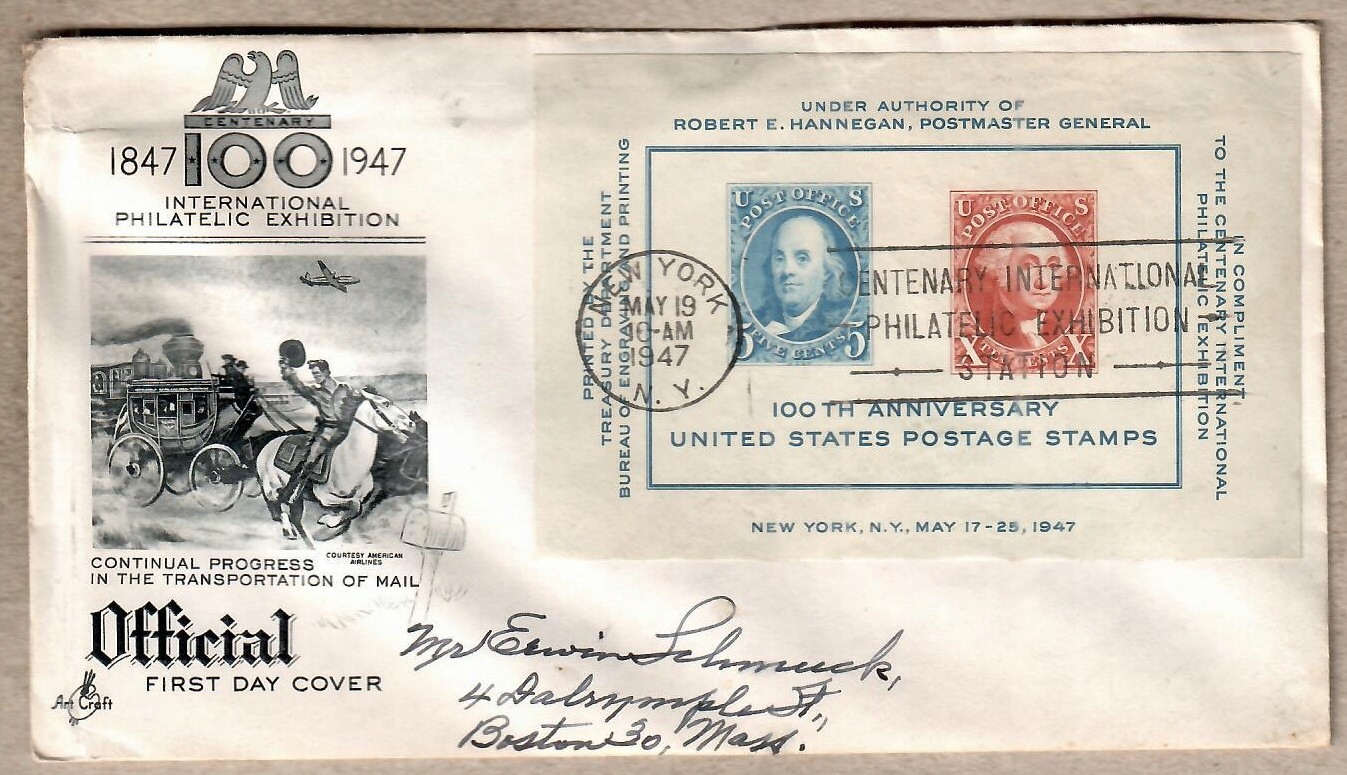 CENTENARY
1847 100 1947
INTERNATIONAL
PHILATELIC EXHIBITION
COURTESY AMERICAN
AIRLINES
CONTINUAL PROGRESS
IN THE TRANSPORTATION OF MAIL
Official
FIRST DAY COVER
Art Craft
UNDER AUTHORITY OF
ROBERT E. HANNEGAN, POSTMASTER GENERAL
PRINTED BY THE
TREASURY DEPARTMENT
BUREAU OF ENGRAVING AND PRINTING
U S
POST OFFICE
5 5
FIVE CENTS
U S
POST OFFICE
X X
TEN CENTS
IN COMPLIMENT
TO THE CENTENARY INTERNATIONAL
PHILATELIC EXHIBITION
100TH ANNIVERSARY
UNITED STATES POSTAGE STAMPS
NEW YORK, N.Y., MAY 17-25, 1947
NEW YORK
MAY 19
10-AM
1947
N. Y.
CENTENARY INTERNATIONAL
PHILATELIC EXHIBITION
STATION
Mr Erwin Schmuck,
4 Dalrymple St,
Boston 30, Mass.